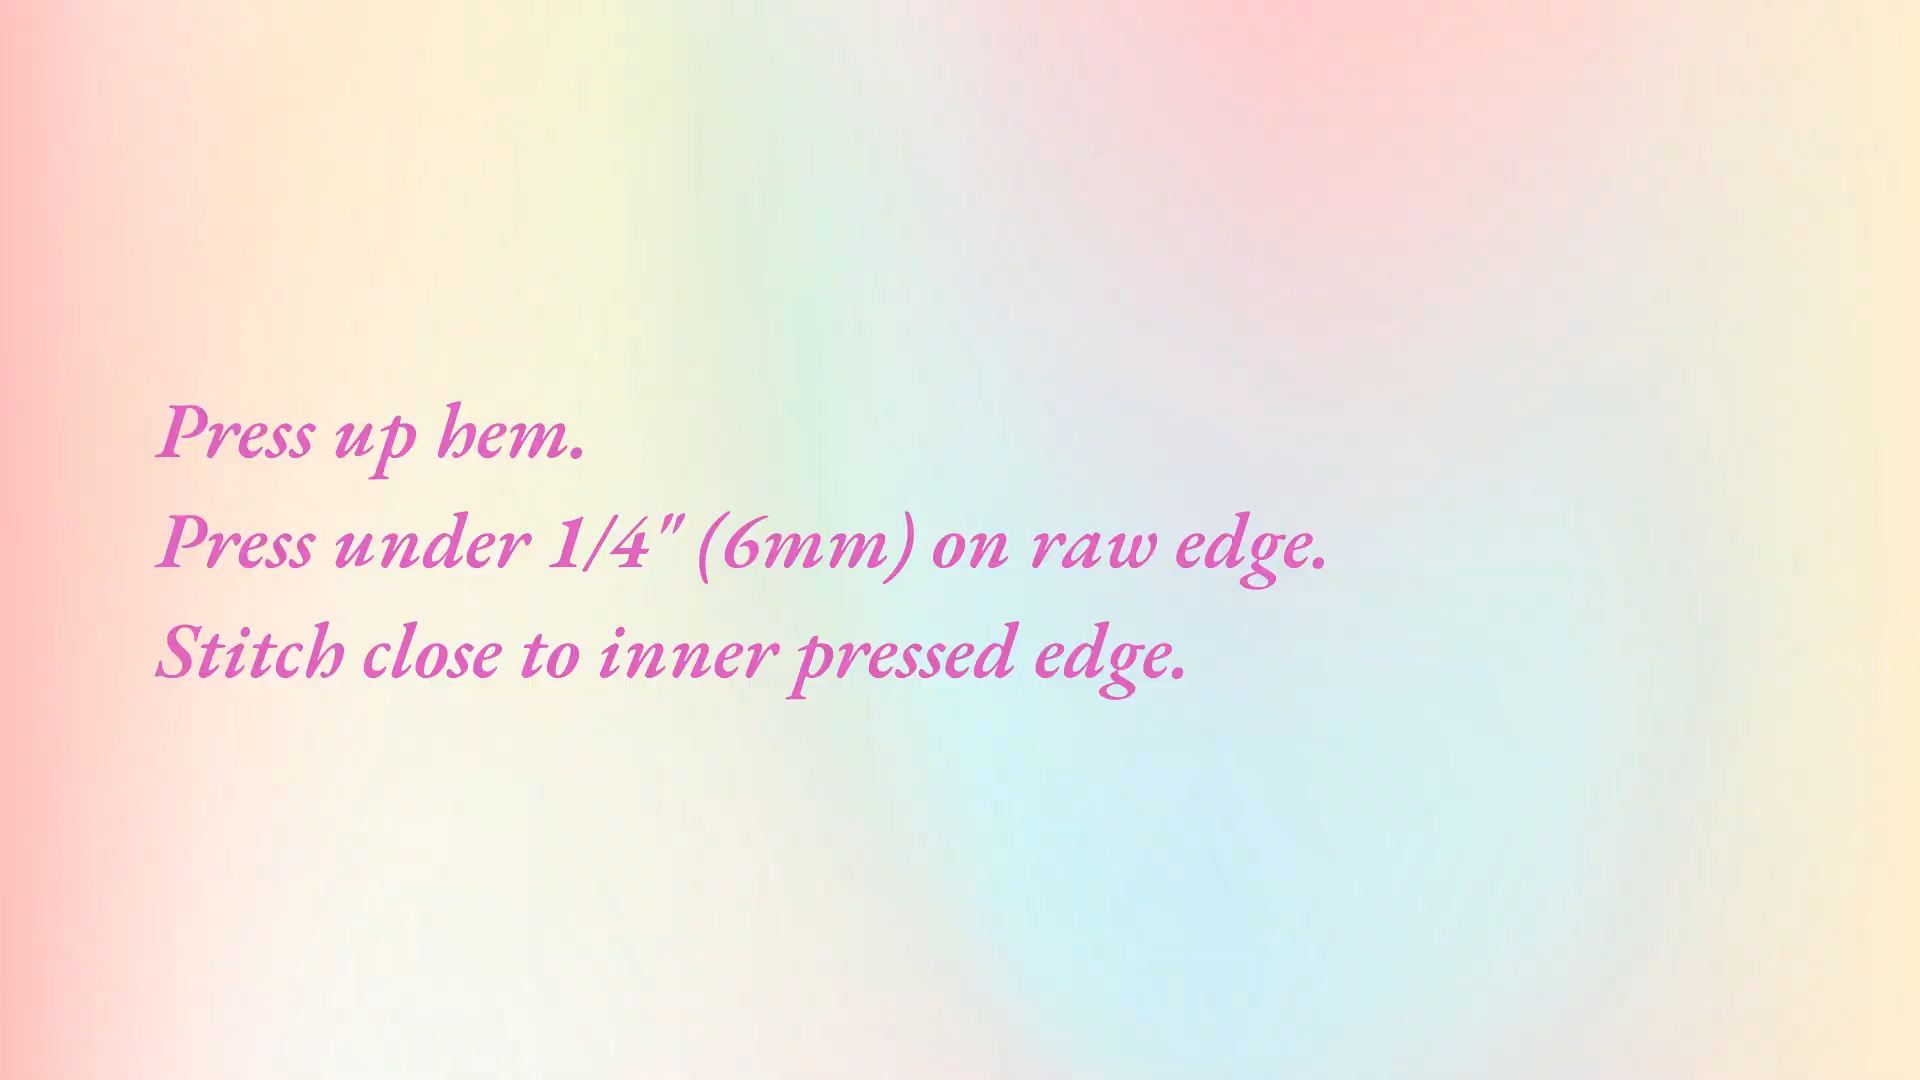 Press up hem.
Press under 1/4" (6mm) on raw edge.
Stitch close to inner pressed edge.